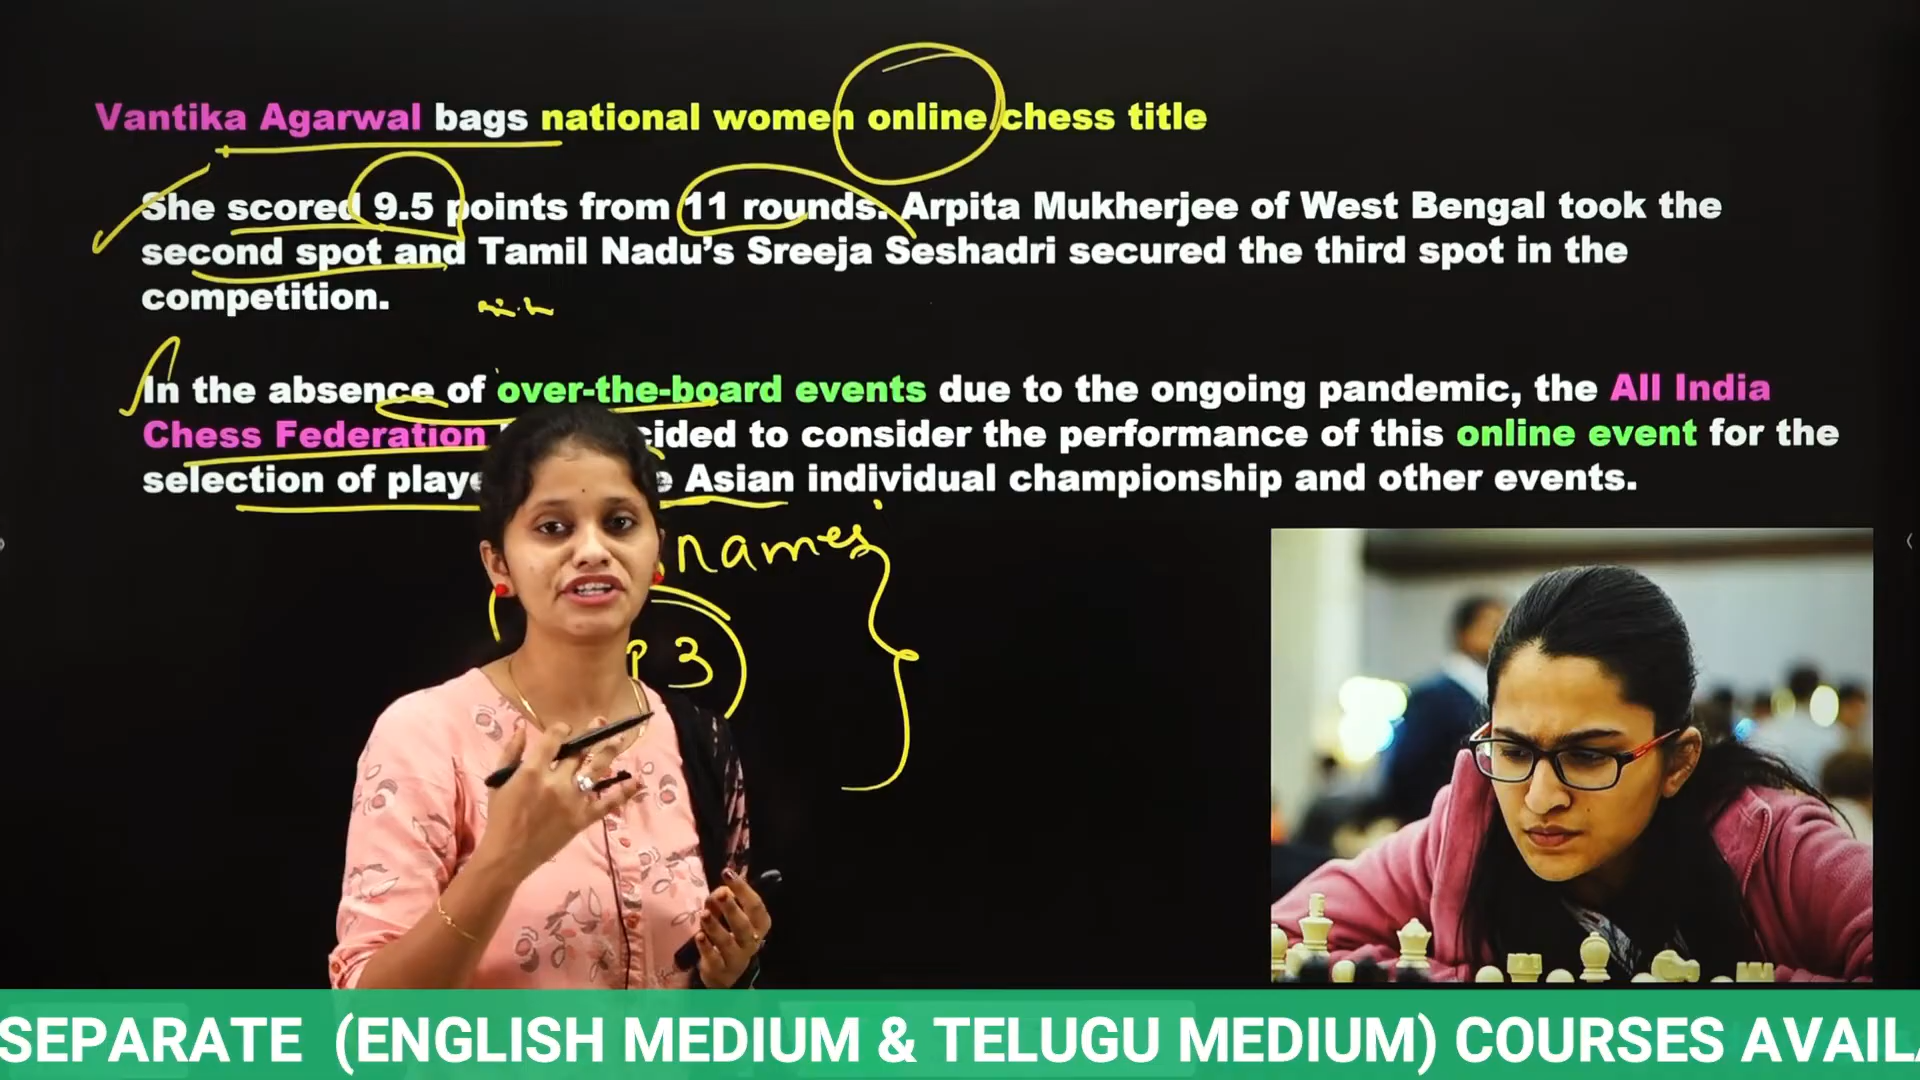 Vantika Agarwal bags national women online chess title
She scored 9.5 points from 11 rounds. Arpita Mukherjee of West Bengal took the
second spot and Tamil Nadu’s Sreeja Seshadri secured the third spot in the
competition.
In the absence of over-the-board events due to the ongoing pandemic, the All India
Chess Federation cided to consider the performance of this online event for the
selection of playe e Asian individual championship and other events.
names
P 3
SEPARATE (ENGLISH MEDIUM & TELUGU MEDIUM) COURSES AVAIL